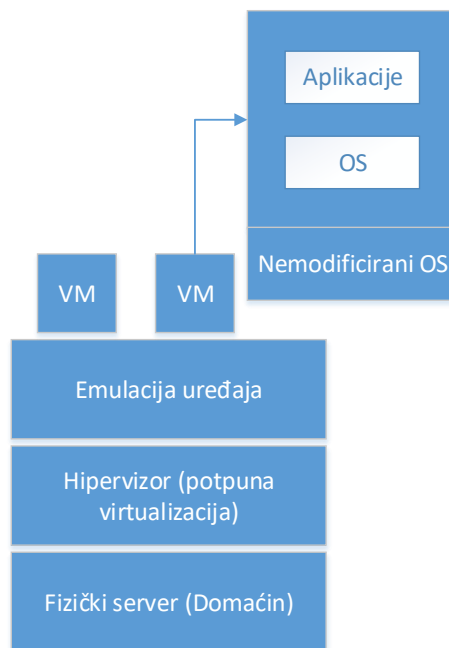 Aplikacije
OS
Nemodificirani OS
VM
VM
Emulacija uređaja
Hipervizor (potpuna
virtualizacija)
Fizički server (Domaćin)